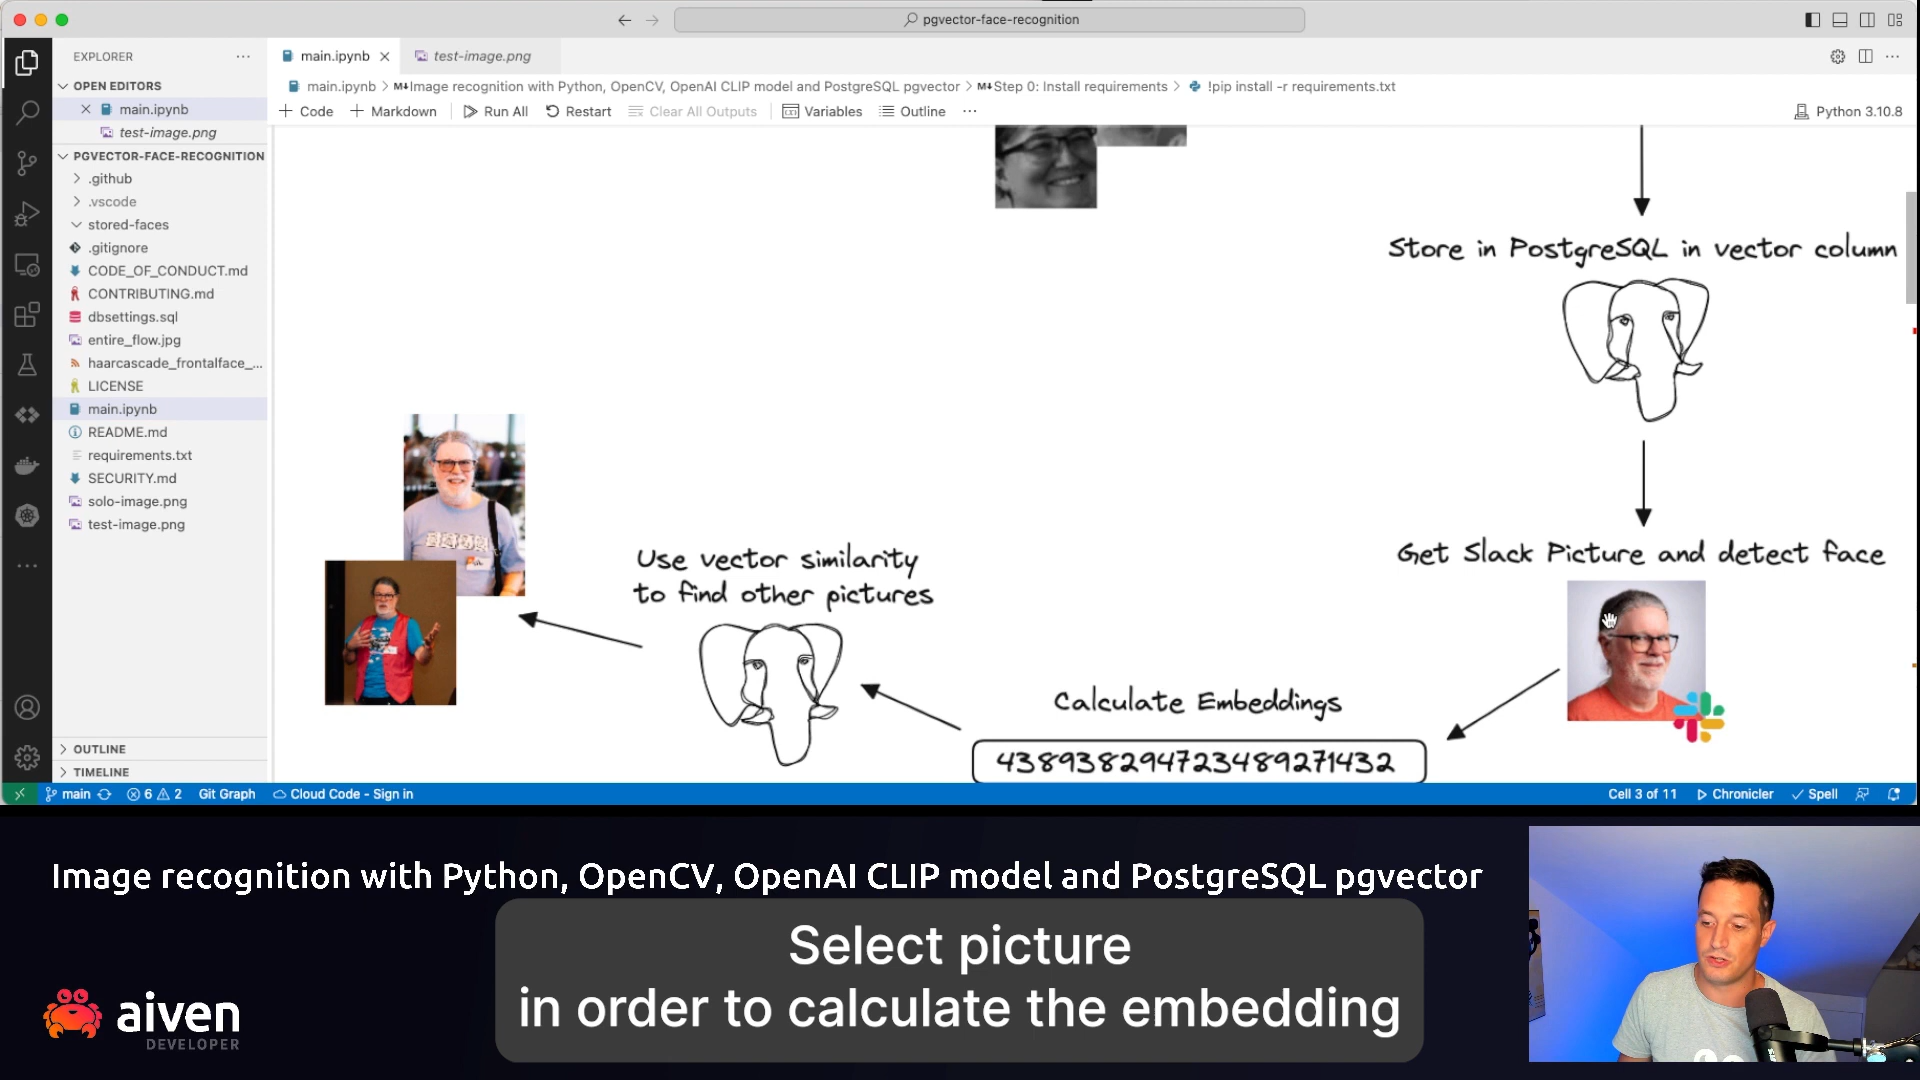 pgvector-face-recognition
EXPLORER
main.ipynb
test-image.png
OPEN EDITORS
main.ipynb
test-image.png
PGVECTOR-FACE-RECOGNITION
.github
.vscode
stored-faces
.gitignore
CODE_OF_CONDUCT.md
CONTRIBUTING.md
dbsettings.sql
entire_flow.jpg
haarcascade_frontalface_...
LICENSE
main.ipynb
README.md
requirements.txt
SECURITY.md
solo-image.png
test-image.png
OUTLINE
TIMELINE
main.ipynb > M↓Image recognition with Python, OpenCV, OpenAI CLIP model and PostgreSQL pgvector > M↓Step 0: Install requirements > !pip install -r requirements.txt
+ Code + Markdown Run All Restart Clear All Outputs Variables Outline ... Python 3.10.8
Store in PostgreSQL in vector column
Get Slack Picture and detect face
Use vector similarity
to find other pictures
Calculate Embeddings
438938294723489271432
main 6 2 Git Graph Cloud Code - Sign in Cell 3 of 11 Chronicler Spell
Image recognition with Python, OpenCV, OpenAI CLIP model and PostgreSQL pgvector
Select picture
in order to calculate the embedding
aiven
DEVELOPER